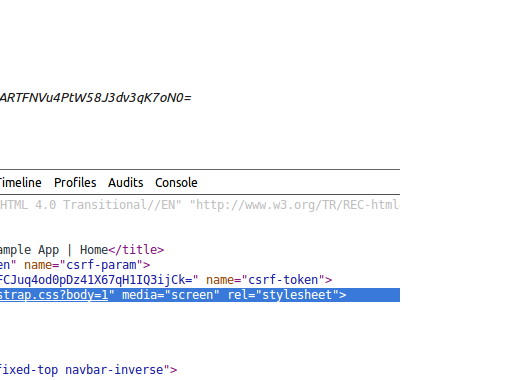 ARTFNVu4PtW58J3dv3qK7oN0=
Timeline Profiles Audits Console
HTML 4.0 Transitional//EN" "http://www.w3.org/TR/REC-html
ample App | Home</title>
en" name="csrf-param">
FCJuq4od0pDz41X67qH1IQ3ijCk=" name="csrf-token">
strap.css?body=1" media="screen" rel="stylesheet">
fixed-top navbar-inverse">